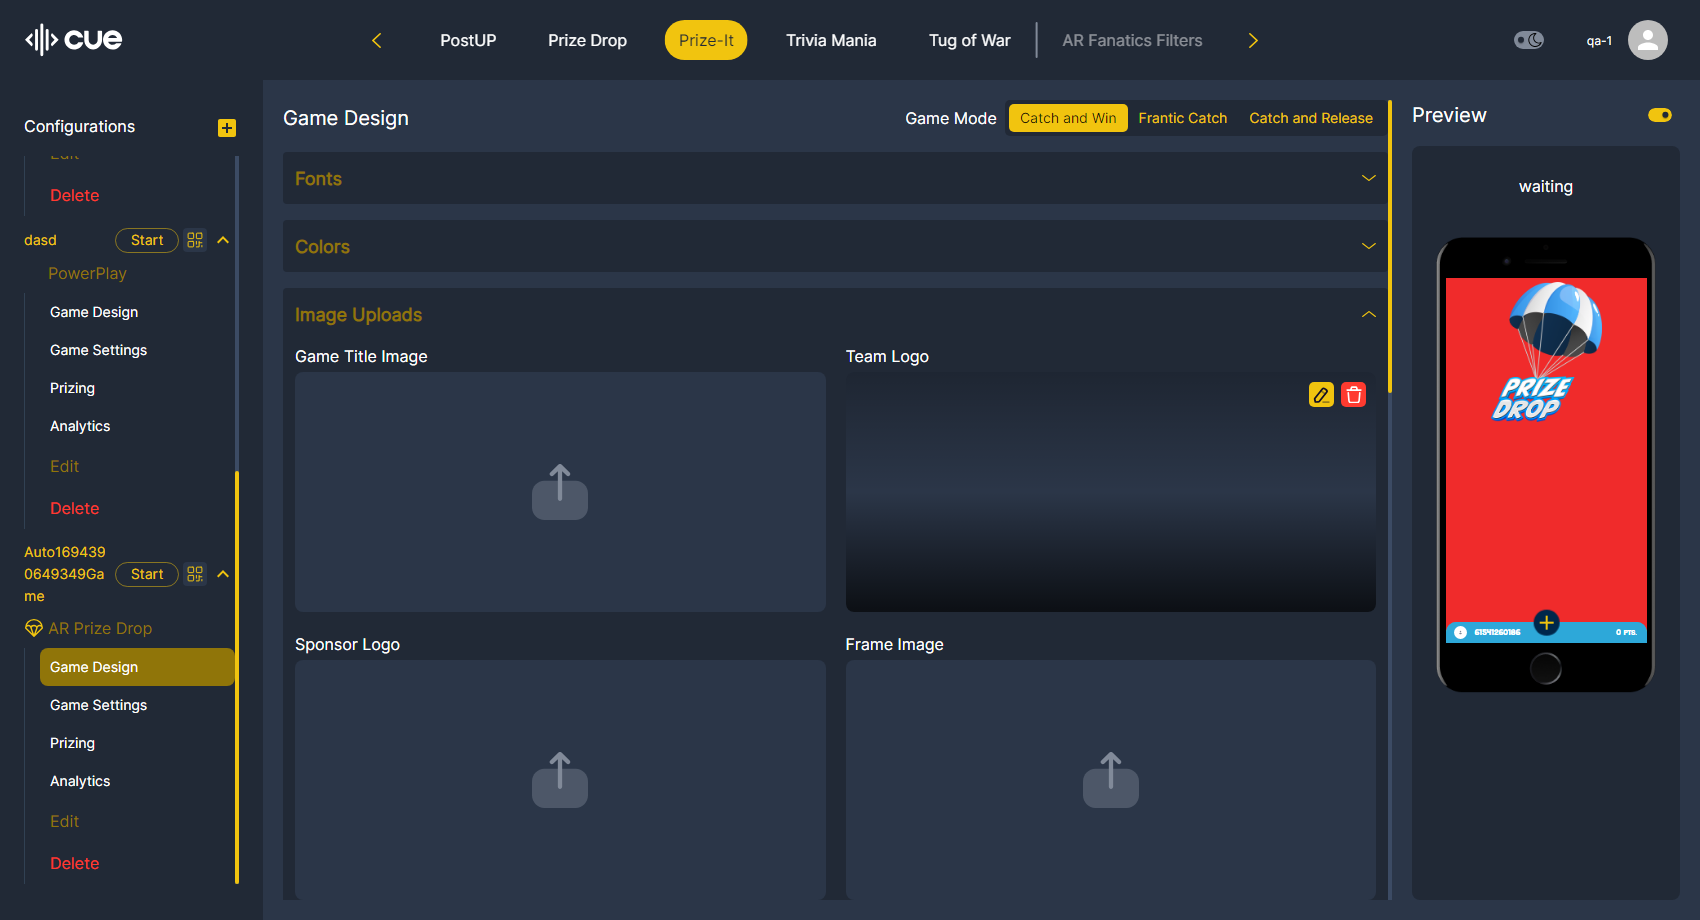 cue
PostUP
Prize Drop
Prize-It
Trivia Mania
Tug of War
AR Fanatics Filters
qa-1
Configurations
Delete
dasd
Start
PowerPlay
Game Design
Game Settings
Prizing
Analytics
Edit
Delete
Auto169439
0649349Ga
me
Start
AR Prize Drop
Game Design
Game Settings
Prizing
Analytics
Edit
Delete
Game Design
Game Mode
Catch and Win
Frantic Catch
Catch and Release
Fonts
Colors
Image Uploads
Game Title Image
Team Logo
Sponsor Logo
Frame Image
Preview
waiting
PRIZE
DROP
0 PTS.